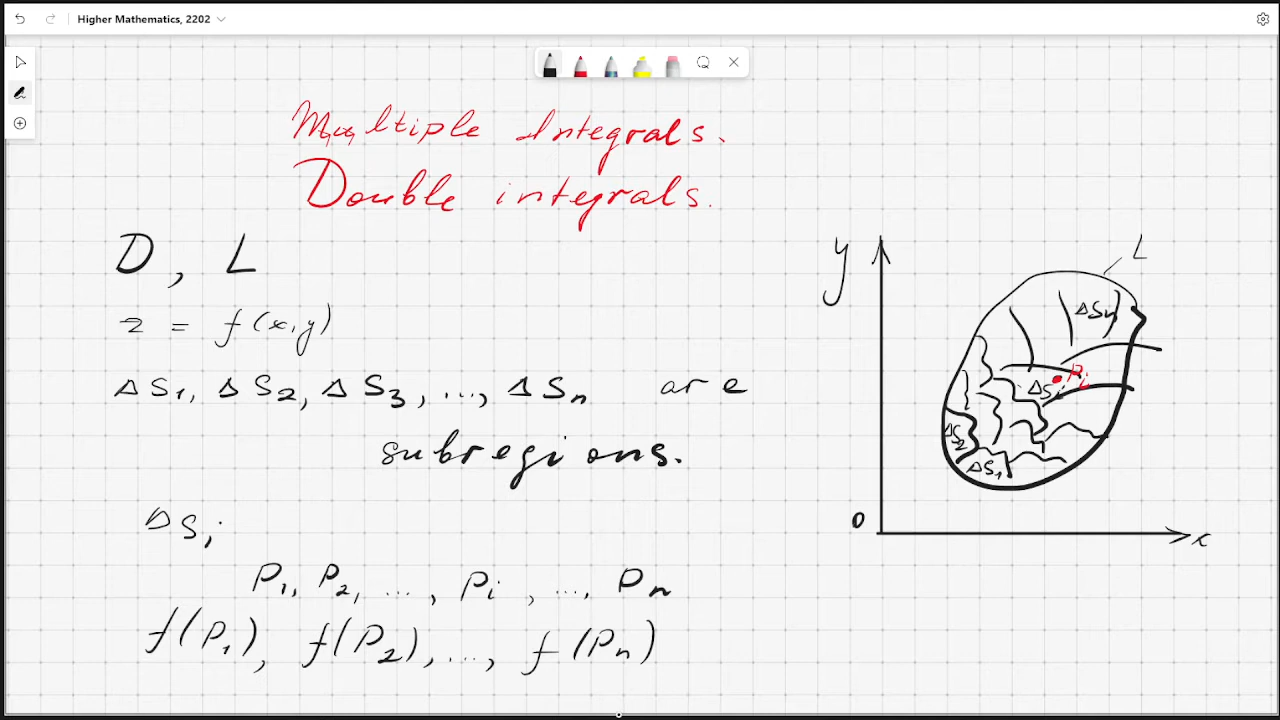 Higher Mathematics, 2202
Multiple Integrals.
Double integrals.
D, L
z = f(x,y)
ΔS₁, ΔS₂, ΔS₃, ..., ΔSₙ are
subregions.
ΔSᵢ
P₁, P₂, ..., Pᵢ, ..., Pₙ
f(P₁), f(P₂), ..., f(Pₙ)
y
L
ΔSₙ
Pᵢ
ΔSᵢ
ΔS₂
ΔS₁
0
x